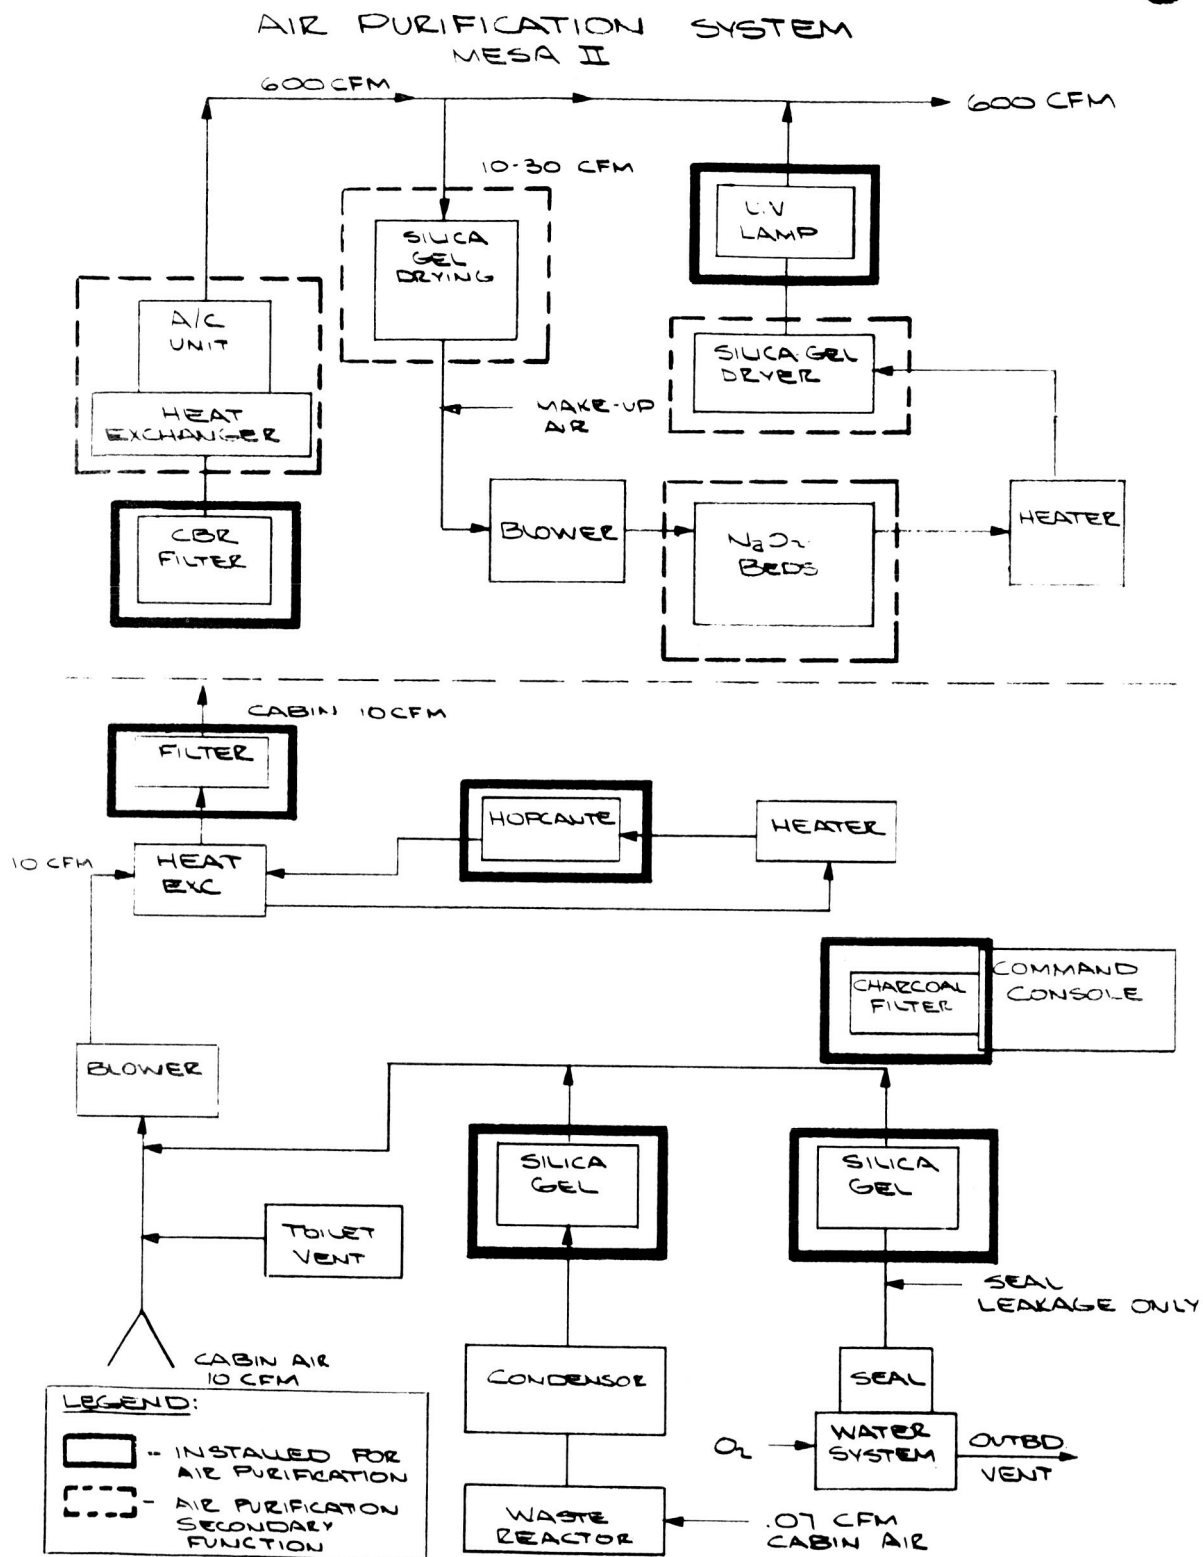 AIR PURIFICATION SYSTEM
MESA II
600 CFM
600 CFM
10-30 CFM
U.V
LAMP
SILICA
GEL
DRYING
A/C
UNIT
SILICA GEL
DRYER
HEAT
EXCHANGER
MAKE-UP
AIR
CBR
FILTER
BLOWER
NaO2
BEDS
HEATER
CABIN 10 CFM
FILTER
HOPCANTE
HEATER
10 CFM
HEAT
EXC
COMMAND
CONSOLE
CHARCOAL
FILTER
BLOWER
SILICA
GEL
SILICA
GEL
TOILET
VENT
SEAL
LEAKAGE ONLY
CABIN AIR
10 CFM
CONDENSOR
SEAL
WATER
SYSTEM
O2
OUTBD.
VENT
WASTE
REACTOR
.07 CFM
CABIN AIR
LEGEND:
-- INSTALLED FOR
AIR PURIFICATION
- AIR PURIFICATION
SECONDARY
FUNCTION